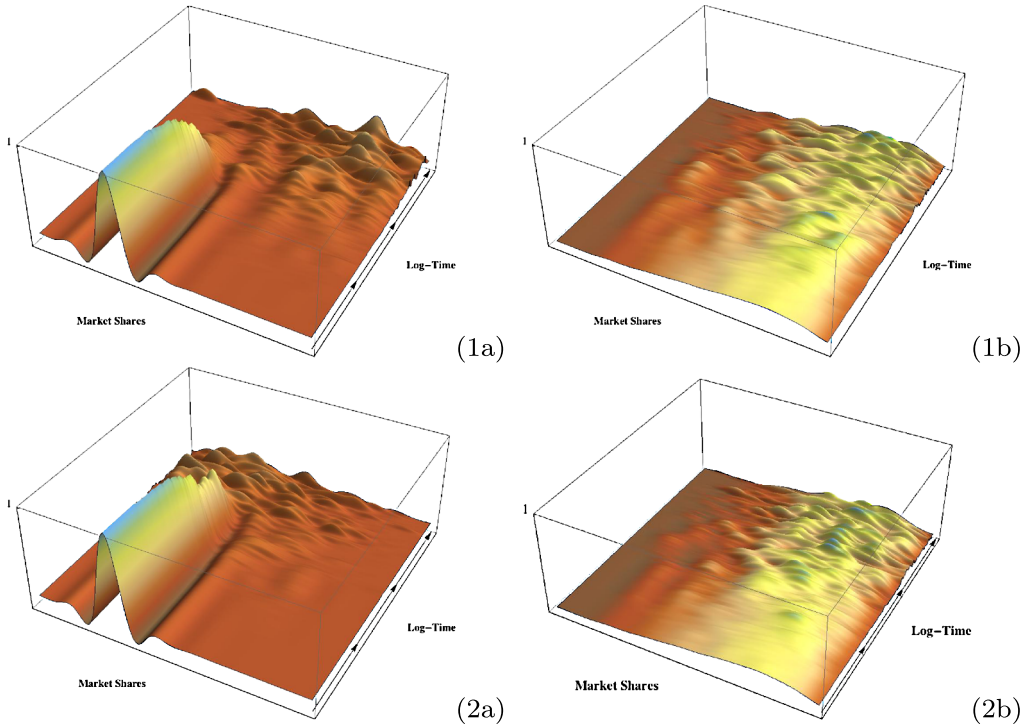 1
Log-Time
Market Shares
(1a)
1
Log-Time
Market Shares
(1b)
1
Log-Time
Market Shares
(2a)
1
Log-Time
Market Shares
(2b)